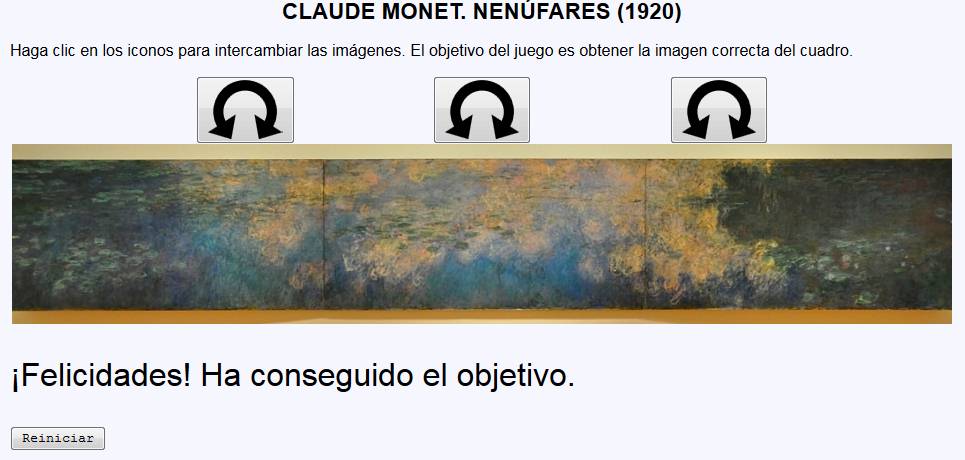 CLAUDE MONET. NENÚFARES (1920)
Haga clic en los iconos para intercambiar las imágenes. El objetivo del juego es obtener la imagen correcta del cuadro.
¡Felicidades! Ha conseguido el objetivo.
Reiniciar